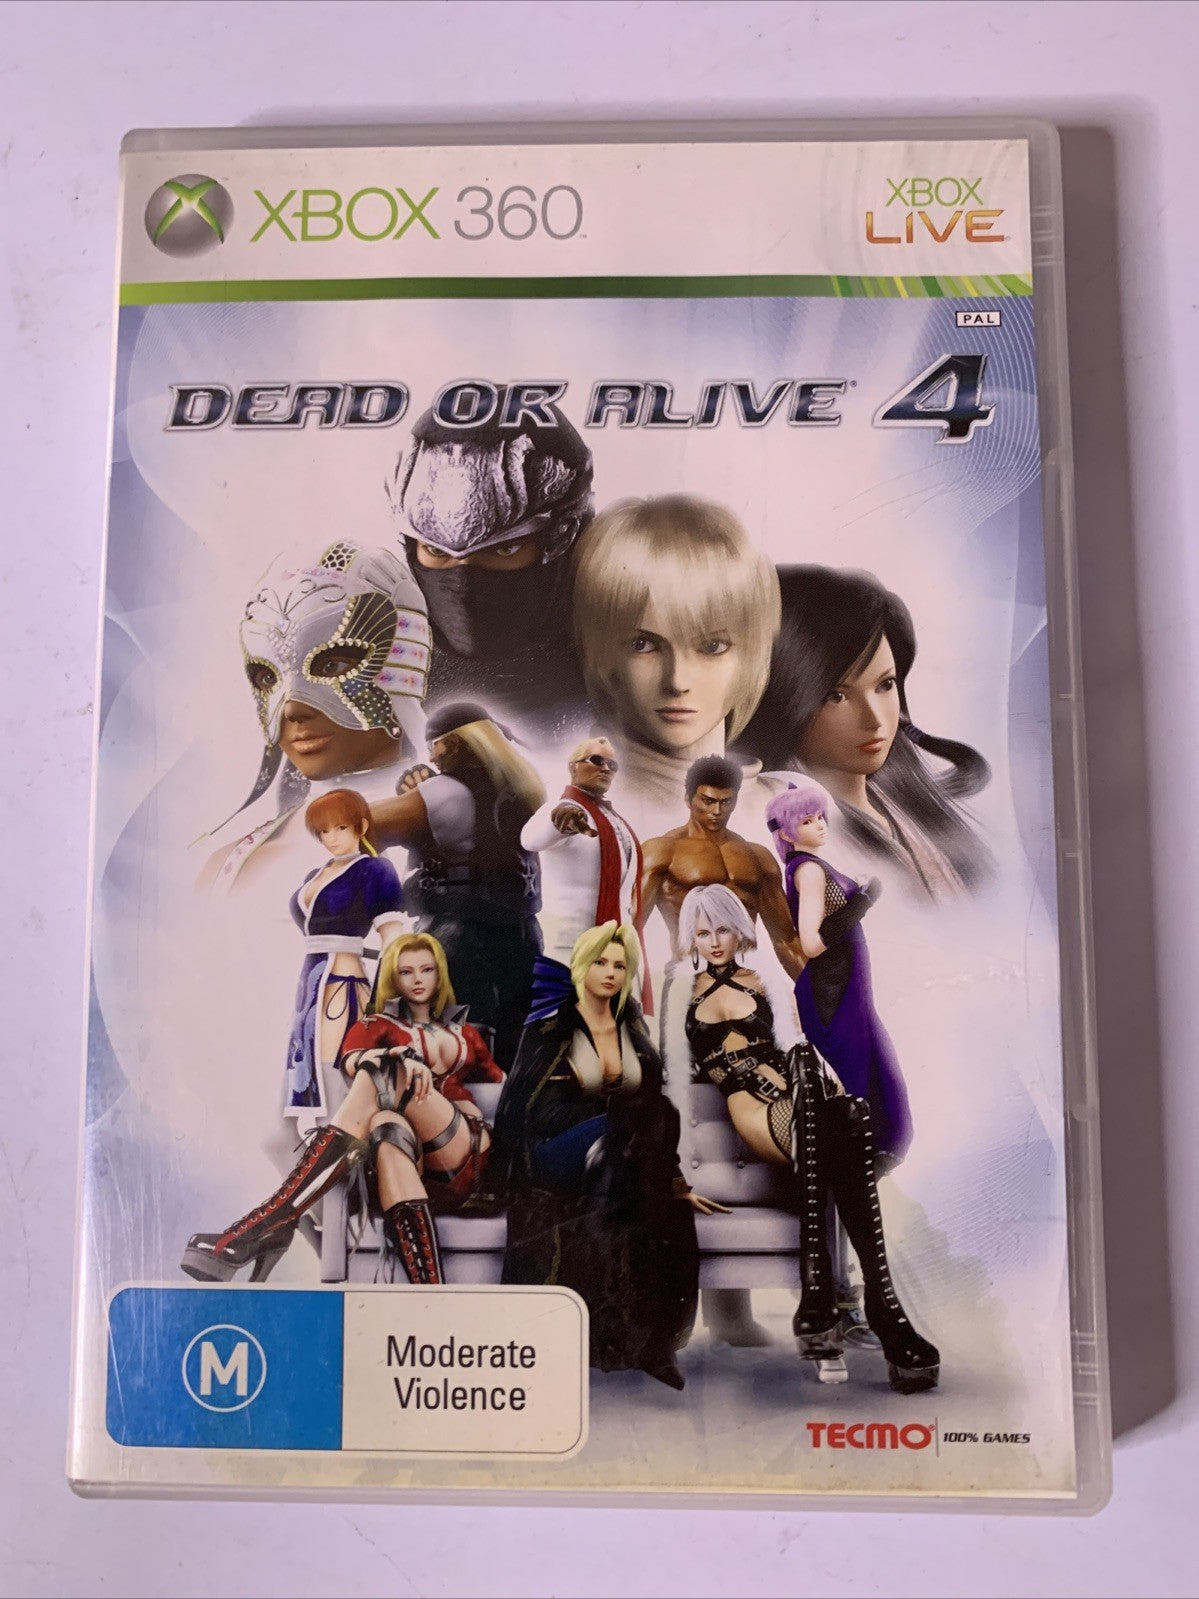 XBOX 360
XBOX
LIVE
PAL
DEAD OR ALIVE 4
M
Moderate
Violence
TECMO 100% GAMES